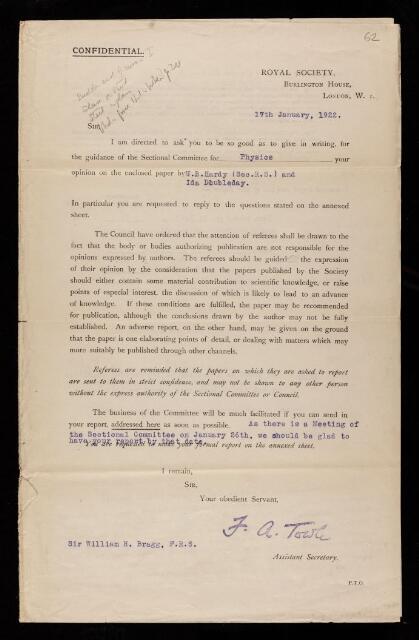 62
CONFIDENTIAL.
ROYAL SOCIETY,
BURLINGTON HOUSE,
LONDON, W. 1.
17th January, 1922.
SIR,
I am directed to ask you to be so good as to give in writing, for
the guidance of the Sectional Committee for Physics your
opinion on the enclosed paper by W.B.Hardy (Sec.R.S.) and
Ida Doubleday.
In particular you are requested to reply to the questions stated on the annexed
sheet.
The Council have ordered that the attention of referees shall be drawn to the
fact that the body or bodies authorizing publication are not responsible for the
opinions expressed by authors. The referees should be guided the expression
of their opinion by the consideration that the papers published by the Society
should either contain some material contribution to scientific knowledge, or raise
points of especial interest, the discussion of which is likely to lead to an advance
of knowledge. If these conditions are fulfilled, the paper may be recommended
for publication, although the conclusions drawn by the author may not be fully
established. An adverse report, on the other hand, may be given on the ground
that the paper is one elaborating points of detail, or dealing with matters which may
more suitably be published through other channels.
Referees are reminded that the papers on which they are asked to report
are sent to them in strict confidence, and may not be shown to any other person
without the express authority of the Sectional Committee or Council.
The business of the Committee will be much facilitated if you can send in
your report, addressed here as soon as possible. As there is a Meeting of
the Sectional Committee on January 26th, we should be glad to
have your report by that date.
You are requested to make your formal report on the annexed sheet.
I remain,
SIR,
Your obedient Servant,
F. A. Towle
Assistant Secretary.
Sir William H. Bragg, F.R.S.
P.T.O.